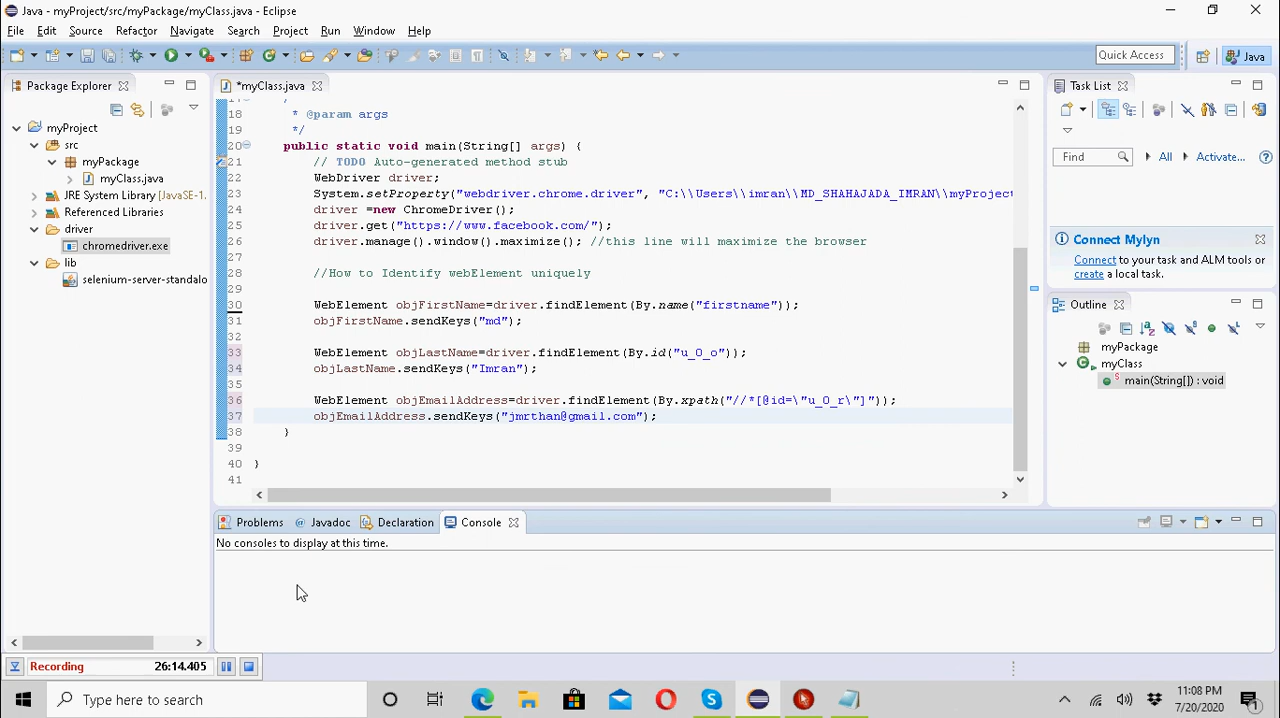 Java - myProject/src/myPackage/myClass.java - Eclipse
File Edit Source Refactor Navigate Search Project Run Window Help
Quick Access
Java
Package Explorer
myProject
src
myPackage
myClass.java
JRE System Library [JavaSE-1.
Referenced Libraries
driver
chromedriver.exe
lib
selenium-server-standalo
*myClass.java
18 * @param args
19 */
20 public static void main(String[] args) {
21 // TODO Auto-generated method stub
22 WebDriver driver;
23 System.setProperty("webdriver.chrome.driver", "C:\\Users\\imran\\MD_SHAHAJADA_IMRAN\\myProject
24 driver =new ChromeDriver();
25 driver.get("https://www.facebook.com/");
26 driver.manage().window().maximize(); //this line will maximize the browser
27
28 //How to Identify webElement uniquely
29
30 WebElement objFirstName=driver.findElement(By.name("firstname"));
31 objFirstName.sendKeys("md");
32
33 WebElement objLastName=driver.findElement(By.id("u_0_o"));
34 objLastName.sendKeys("Imran");
35
36 WebElement objEmailAddress=driver.findElement(By.xpath("//*[@id=\"u_0_r\"]"));
37 objEmailAddress.sendKeys("jmrthan@gmail.com");
38 }
39
40 }
41
Task List
Find
All
Activate...
Connect Mylyn
Connect to your task and ALM tools or
create a local task.
Outline
myPackage
myClass
main(String[]) : void
Problems @ Javadoc Declaration Console
No consoles to display at this time.
Recording 26:14.405
Type here to search
11:08 PM
7/20/2020